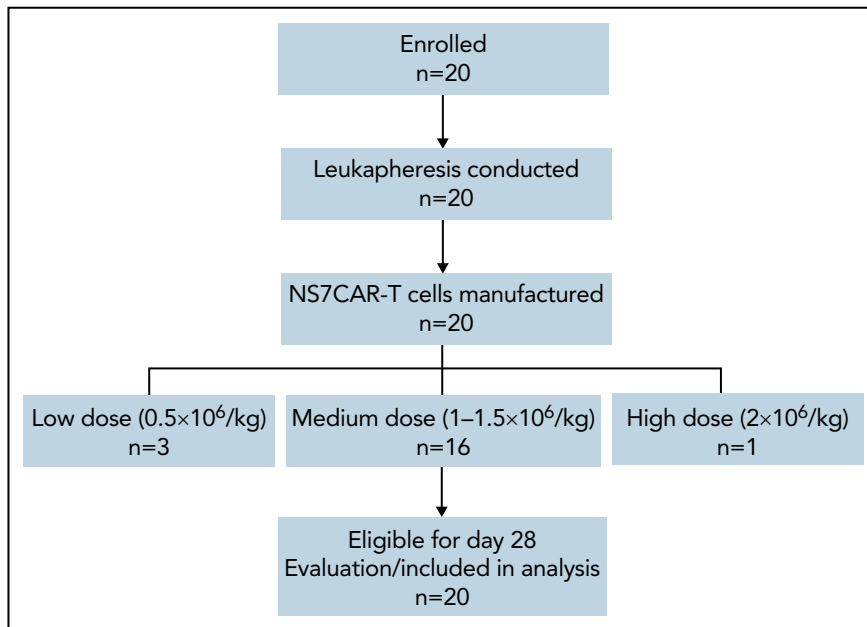 Enrolled
n=20
Leukapheresis conducted
n=20
NS7CAR-T cells manufactured
n=20
Low dose (0.5×10⁶/kg)
n=3
Medium dose (1–1.5×10⁶/kg)
n=16
High dose (2×10⁶/kg)
n=1
Eligible for day 28
Evaluation/included in analysis
n=20